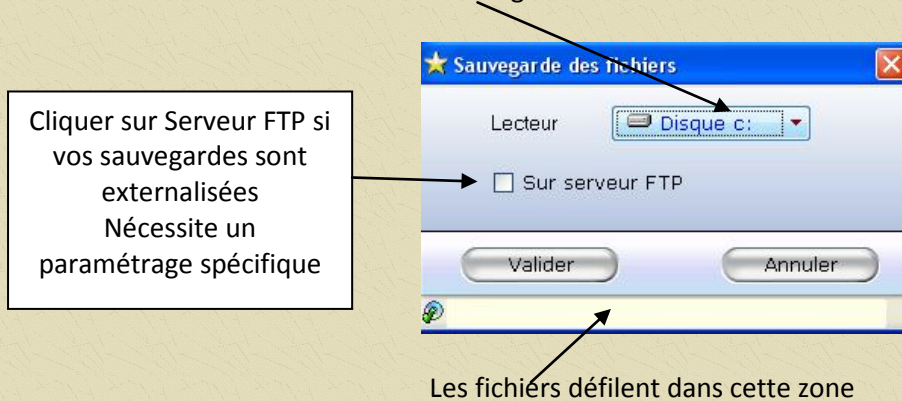 Sauvegarde des fichiers
Lecteur
Disque c:
Cliquer sur Serveur FTP si
vos sauvegardes sont
externalisées
Nécessite un
paramétrage spécifique
Sur serveur FTP
Valider
Annuler
Les fichiers défilent dans cette zone